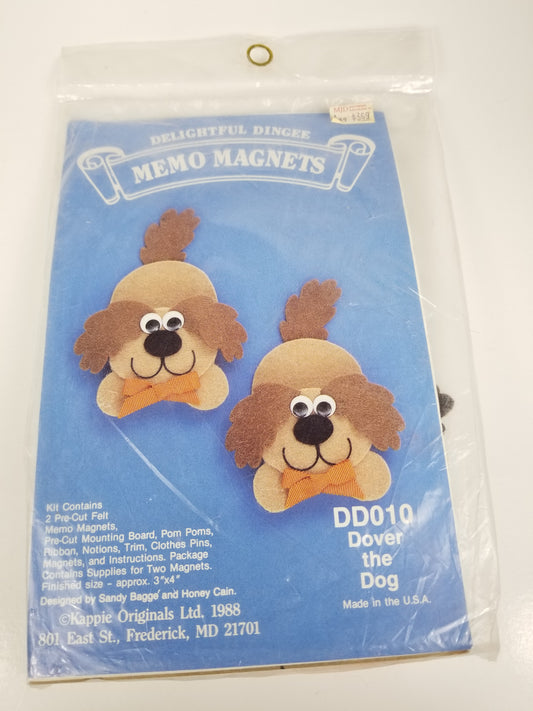 MJD
$3.69
DELIGHTFUL DINGEE
MEMO MAGNETS
Kit Contains
2 Pre-Cut Felt
Memo Magnets,
Pre-Cut Mounting Board, Pom Poms,
Ribbon, Notions, Trim, Clothes Pins,
Magnets, and Instructions. Package
Contains Supplies for Two Magnets.
Finished size - approx. 3"x4"
Designed by Sandy Bagge and Honey Cain.
©Kappie Originals Ltd, 1988
801 East St., Frederick, MD 21701
DD010
Dover
the
Dog
Made in the U.S.A.